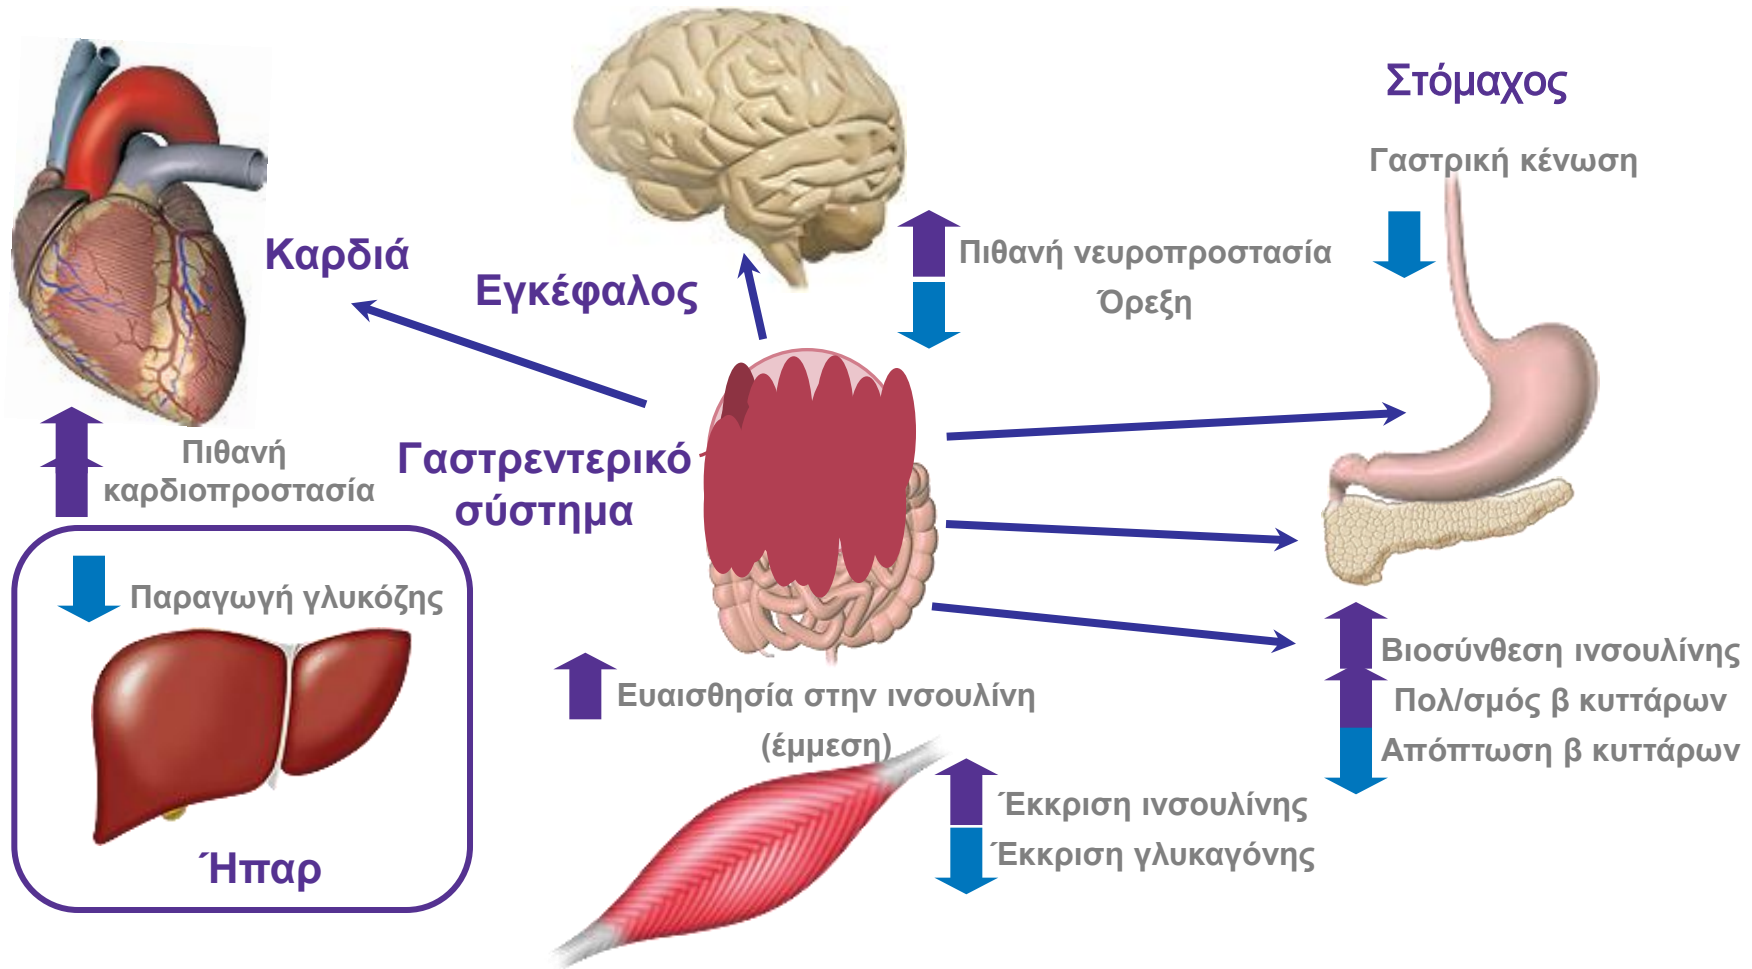 Στόμαχος
Γαστρική κένωση
Καρδιά
Εγκέφαλος
Πιθανή νευροπροστασία
Όρεξη
Πιθανή
καρδιοπροστασία
Γαστρεντερικό
σύστημα
Παραγωγή γλυκόζης
Ήπαρ
Ευαισθησία στην ινσουλίνη
(έμμεση)
Βιοσύνθεση ινσουλίνης
Πολ/σμός β κυττάρων
Απόπτωση β κυττάρων
Έκκριση ινσουλίνης
Έκκριση γλυκαγόνης